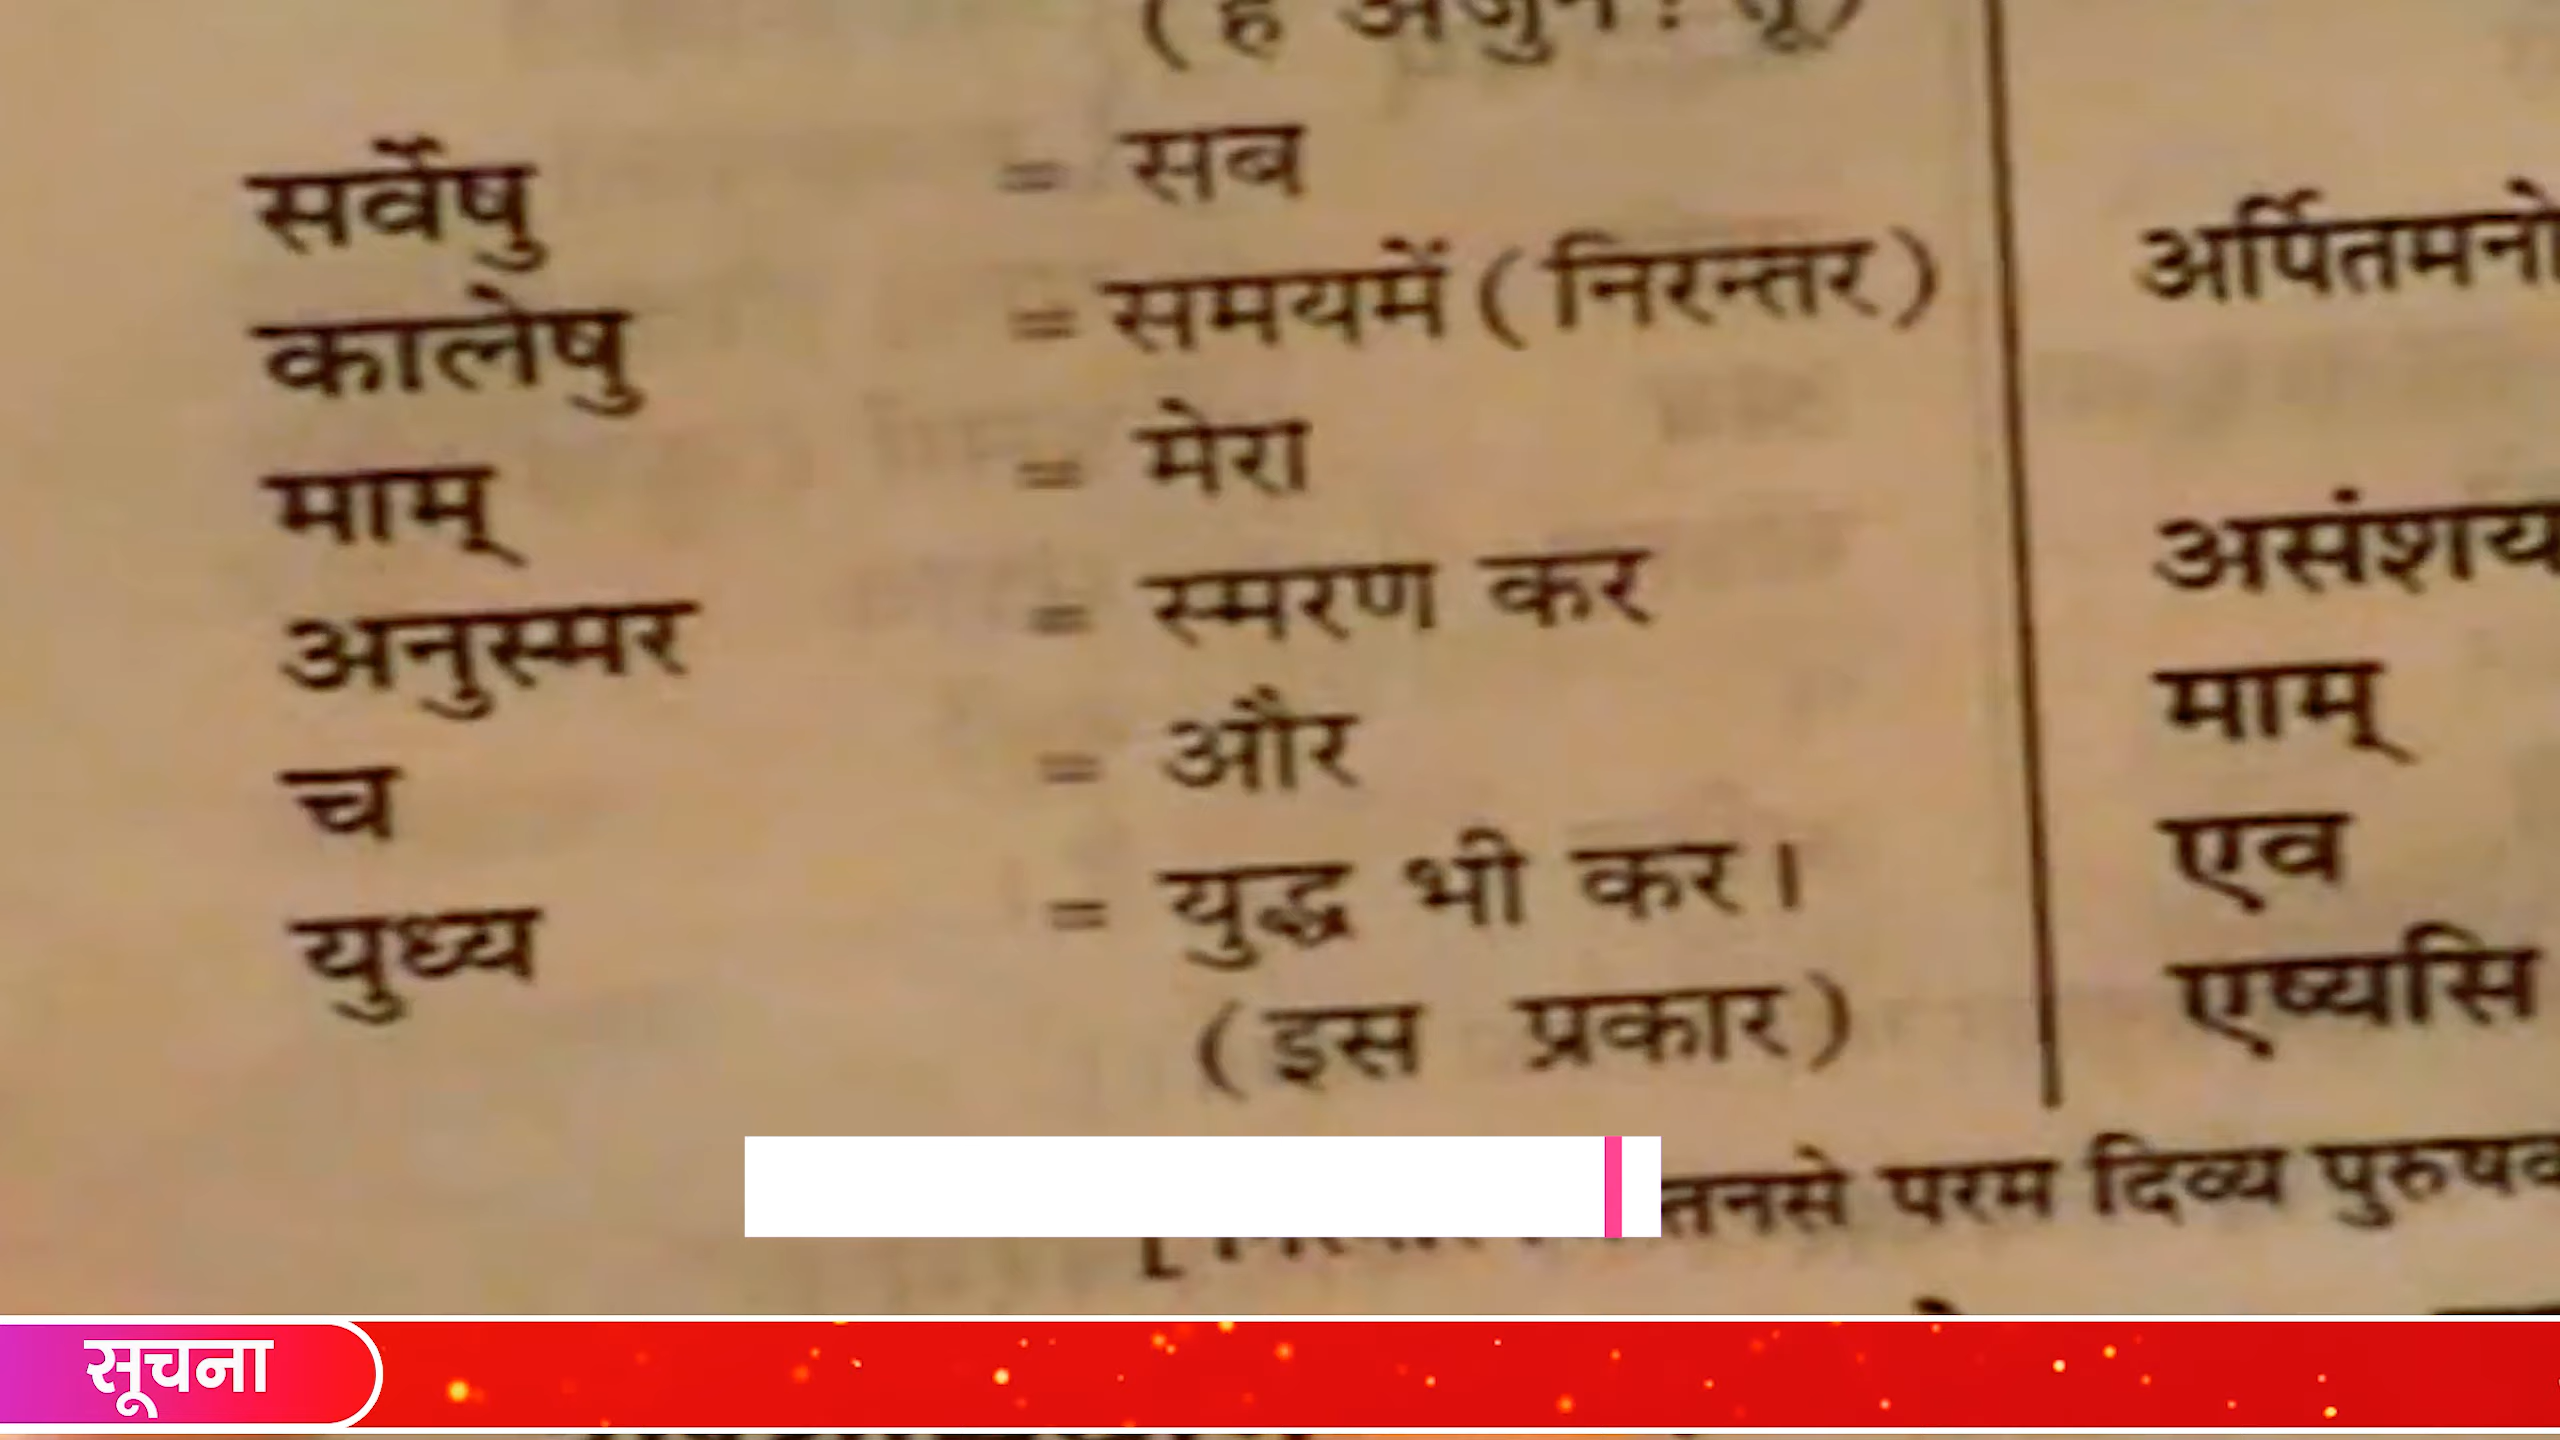 (हे अर्जुन! तू)
सर्वेषु = सब
कालेषु = समयमें (निरन्तर)
माम् = मेरा
अनुस्मर = स्मरण कर
च = और
युध्य = युद्ध भी कर।
(इस प्रकार)
अर्पितमनो
असंशय
माम्
एव
एष्यसि
परम दिव्य
सूचना